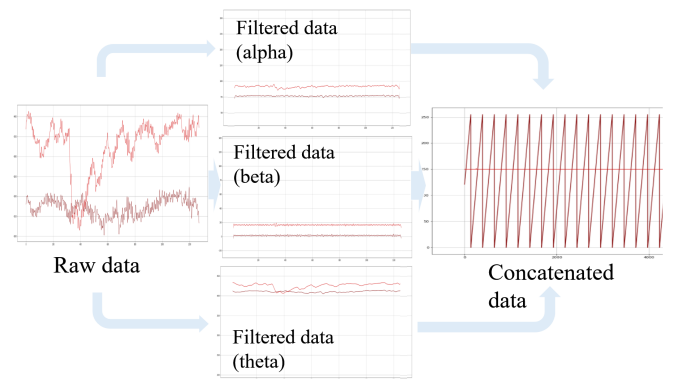 Filtered data
(alpha)
Raw data
Filtered data
(beta)
Filtered data
(theta)
Concatenated
data